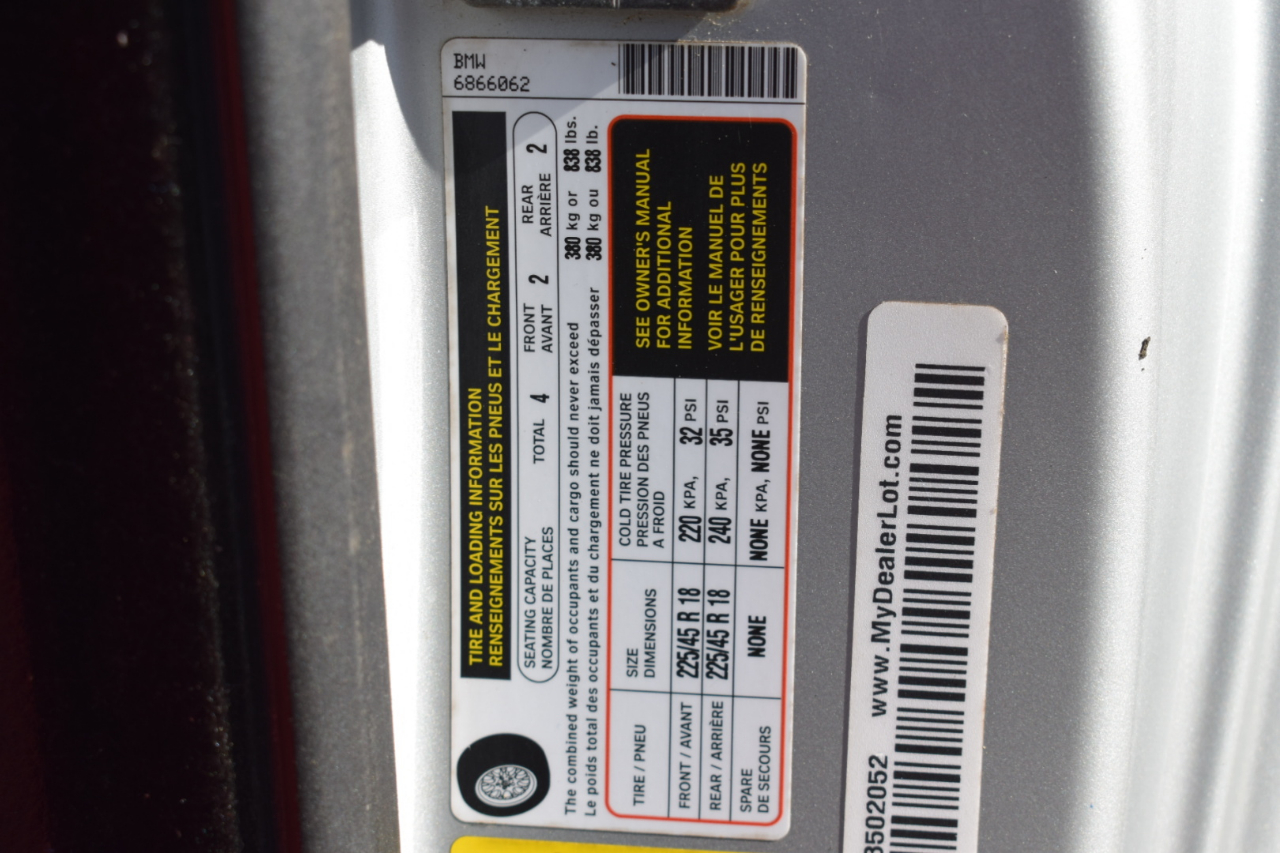 BMW
6866062
TIRE AND LOADING INFORMATION
RENSEIGNEMENTS SUR LES PNEUS ET LE CHARGEMENT
SEATING CAPACITY
NOMBRE DE PLACES
TOTAL 4
FRONT
AVANT 2
REAR
ARRIÈRE 2
The combined weight of occupants and cargo should never exceed 380 kg or 838 lbs.
Le poids total des occupants et du chargement ne doit jamais dépasser 380 kg ou 838 lb.
TIRE / PNEU
SIZE
DIMENSIONS
COLD TIRE PRESSURE
PRESSION DES PNEUS
A FROID
FRONT / AVANT 225/45 R 18 220 KPA, 32 PSI
REAR / ARRIÈRE 225/45 R 18 240 KPA, 35 PSI
SPARE
DE SECOURS NONE NONE KPA, NONE PSI
SEE OWNER'S MANUAL
FOR ADDITIONAL
INFORMATION
VOIR LE MANUEL DE
L'USAGER POUR PLUS
DE RENSEIGNEMENTS
8502052 www.MyDealerLot.com